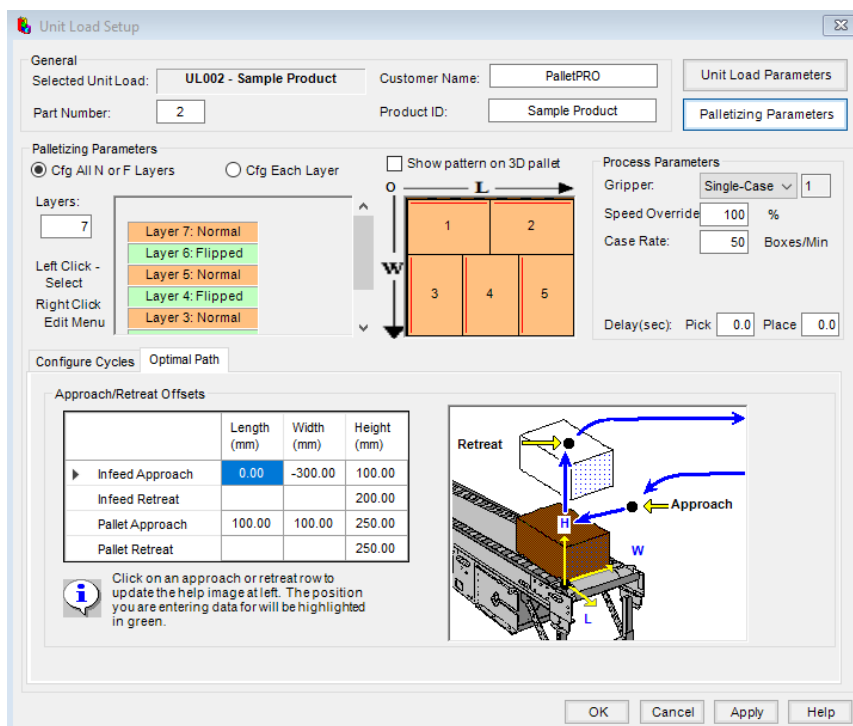 Unit Load Setup
General
Selected Unit Load: UL002 - Sample Product Customer Name: PalletPRO Unit Load Parameters
Part Number: 2 Product ID: Sample Product Palletizing Parameters
Palletizing Parameters
Cfg All N or F Layers Cfg Each Layer Show pattern on 3D pallet Process Parameters
O L Gripper: Single-Case 1
Layers: 7 Speed Override 100 %
Layer 7: Normal 1 2 Case Rate: 50 Boxes/Min
Layer 6: Flipped
Left Click - Select Layer 5: Normal W
Layer 4: Flipped 3 4 5
Right Click Edit Menu Layer 3: Normal Delay(sec): Pick 0.0 Place 0.0
Configure Cycles Optimal Path
Approach/Retreat Offsets
Length (mm) Width (mm) Height (mm)
Infeed Approach 0.00 -300.00 100.00
Infeed Retreat 200.00
Pallet Approach 100.00 100.00 250.00
Pallet Retreat 250.00
Click on an approach or retreat row to
update the help image at left. The position
you are entering data for will be highlighted
in green.
Retreat
Approach
H
W
L
OK Cancel Apply Help